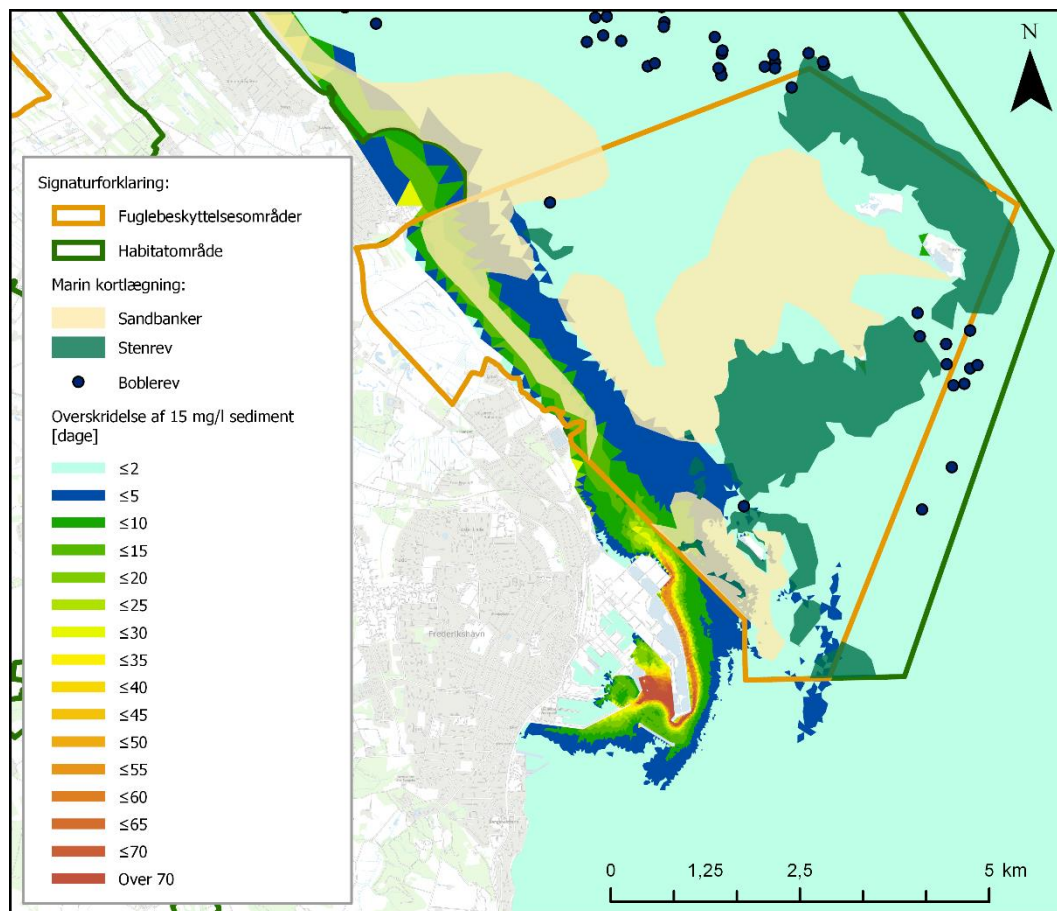 N
Signaturforklaring:
Fuglebeskyttelsesområder
Habitatområde
Marin kortlægning:
Sandbanker
Stenrev
Boblerev
Overskridelse af 15 mg/l sediment
[dage]
≤2
≤5
≤10
≤15
≤20
≤25
≤30
≤35
≤40
≤45
≤50
≤55
≤60
≤65
≤70
Over 70
Frederikshavn
0 1,25 2,5 5 km